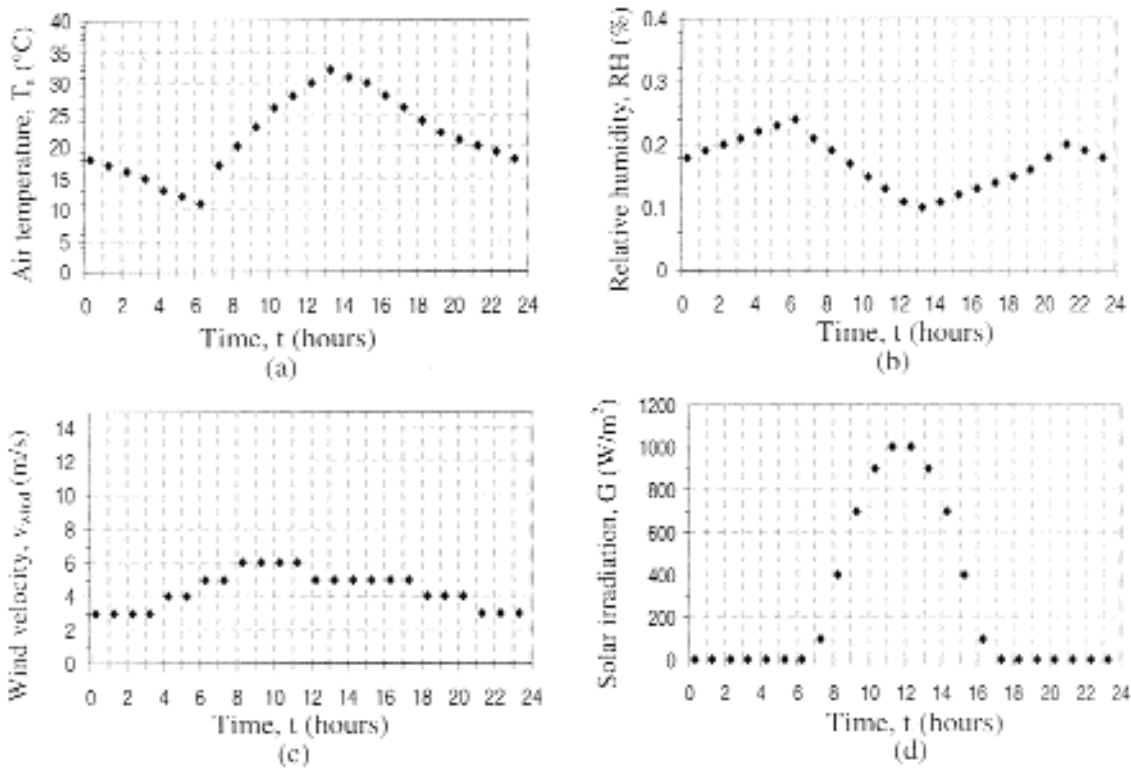 Air temperature, Tₐ (°C)
40
35
30
25
20
15
10
5
0
0 2 4 6 8 10 12 14 16 18 20 22 24
Time, t (hours)
(a)
Relative humidity, RH (%)
0.4
0.3
0.2
0.1
0
0 2 4 6 8 10 12 14 16 18 20 22 24
Time, t (hours)
(b)
Wind velocity, v_wind (m/s)
14
12
10
8
6
4
2
0
0 2 4 6 8 10 12 14 16 18 20 22 24
Time, t (hours)
(c)
Solar irradiation, G (W/m²)
1200
1000
800
600
400
200
0
0 2 4 6 8 10 12 14 16 18 20 22 24
Time, t (hours)
(d)